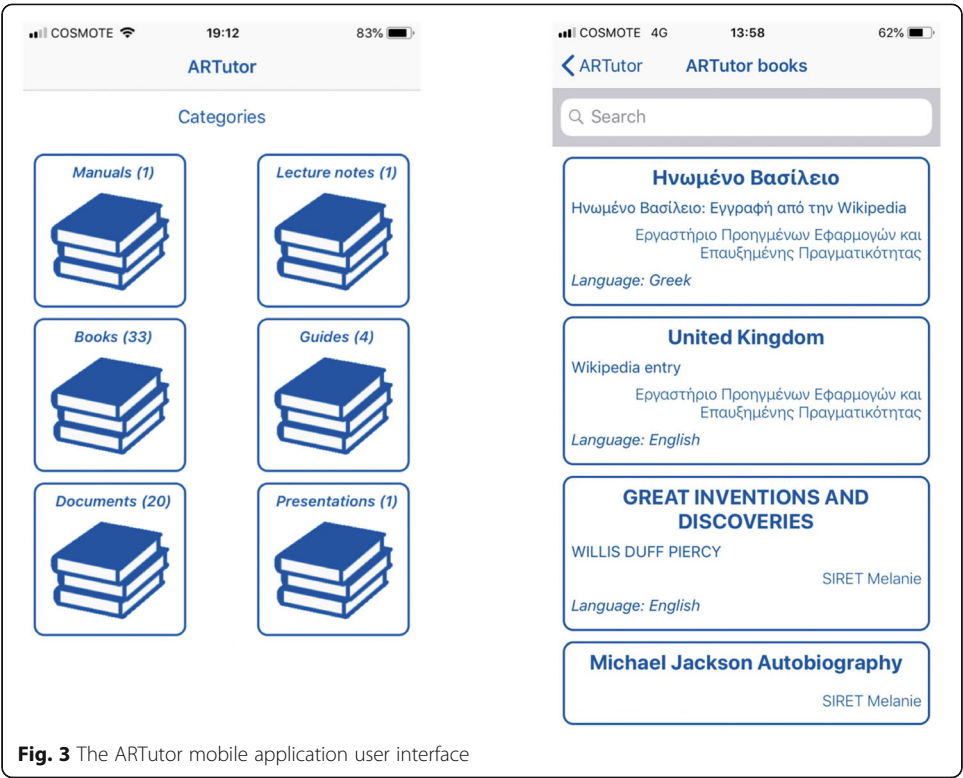 COSMOTE
19:12
83%
ARTutor
Categories
Manuals (1)
Lecture notes (1)
Books (33)
Guides (4)
Documents (20)
Presentations (1)
COSMOTE 4G
13:58
62%
ARTutor
ARTutor books
Search
Ηνωμένο Βασίλειο
Ηνωμένο Βασίλειο: Εγγραφή από την Wikipedia
Εργαστήριο Προηγμένων Εφαρμογών και
Επαυξημένης Πραγματικότητας
Language: Greek
United Kingdom
Wikipedia entry
Εργαστήριο Προηγμένων Εφαρμογών και
Επαυξημένης Πραγματικότητας
Language: English
GREAT INVENTIONS AND
DISCOVERIES
WILLIS DUFF PIERCY
SIRET Melanie
Language: English
Michael Jackson Autobiography
SIRET Melanie
Fig. 3 The ARTutor mobile application user interface